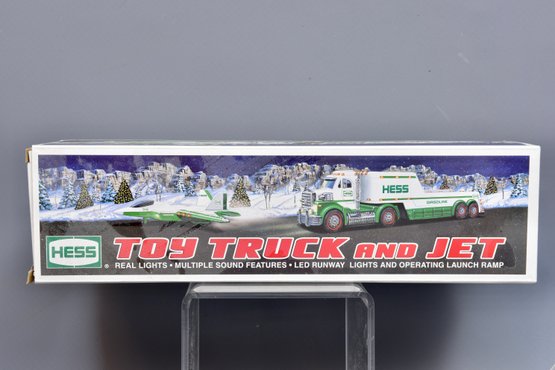 HESS
GASOLINE
HESS ®
TOY TRUCK AND JET
REAL LIGHTS • MULTIPLE SOUND FEATURES • LED RUNWAY LIGHTS AND OPERATING LAUNCH RAMP